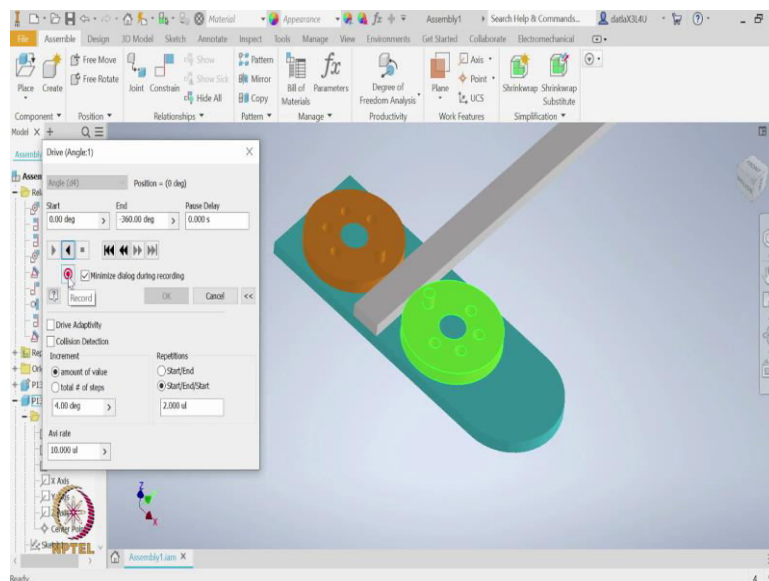 Material Appearance fx Assembly1 Search Help & Commands... dattaX3L4U
File Assemble Design 3D Model Sketch Annotate Inspect Tools Manage View Environments Get Started Collaborate Electromechanical
Place Create Free Move Free Rotate Joint Constrain Show Show Sick Hide All Pattern Mirror Copy Bill of Materials fx Parameters Degree of Freedom Analysis Plane Axis Point UCS Shrinkwrap Shrinkwrap Substitute
Component Position Relationships Pattern Manage Productivity Work Features Simplification
Model X +
Drive (Angle:1)
Angle (d4) Position = (0 deg)
Start End Pause Delay
0.00 deg > -360.00 deg > 0.000 s
Minimize dialog during recording
Record OK Cancel <<
Drive Adaptivity
Collision Detection
Increment Repetitions
amount of value Start/End
total # of steps Start/End/Start
4.00 deg > 2.000 ul
Avi rate
10.000 ul >
X Axis
Center Point
NPTEL
Assembly1.iam X
Z
X
Ready